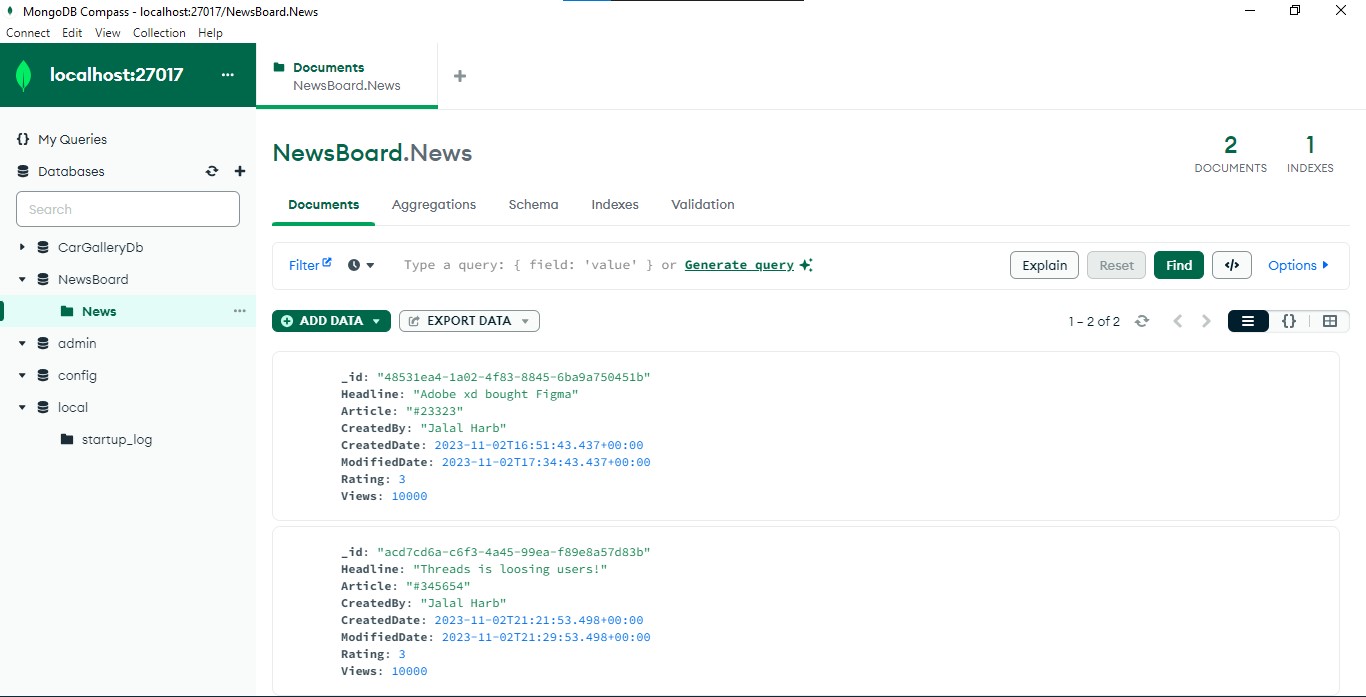 MongoDB Compass - localhost:27017/NewsBoard.News
Connect Edit View Collection Help
localhost:27017 ...
Documents
NewsBoard.News
My Queries
Databases
Search
CarGalleryDb
NewsBoard
News ...
admin
config
local
startup_log
NewsBoard.News
2
DOCUMENTS
1
INDEXES
Documents Aggregations Schema Indexes Validation
Filter Type a query: { field: 'value' } or Generate query Explain Reset Find </> Options
ADD DATA EXPORT DATA 1 – 2 of 2 {}
_id: "48531ea4-1a02-4f83-8845-6ba9a750451b"
Headline: "Adobe xd bought Figma"
Article: "#23323"
CreatedBy: "Jalal Harb"
CreatedDate: 2023-11-02T16:51:43.437+00:00
ModifiedDate: 2023-11-02T17:34:43.437+00:00
Rating: 3
Views: 10000
_id: "acd7cd6a-c6f3-4a45-99ea-f89e8a57d83b"
Headline: "Threads is loosing users!"
Article: "#345654"
CreatedBy: "Jalal Harb"
CreatedDate: 2023-11-02T21:21:53.498+00:00
ModifiedDate: 2023-11-02T21:29:53.498+00:00
Rating: 3
Views: 10000